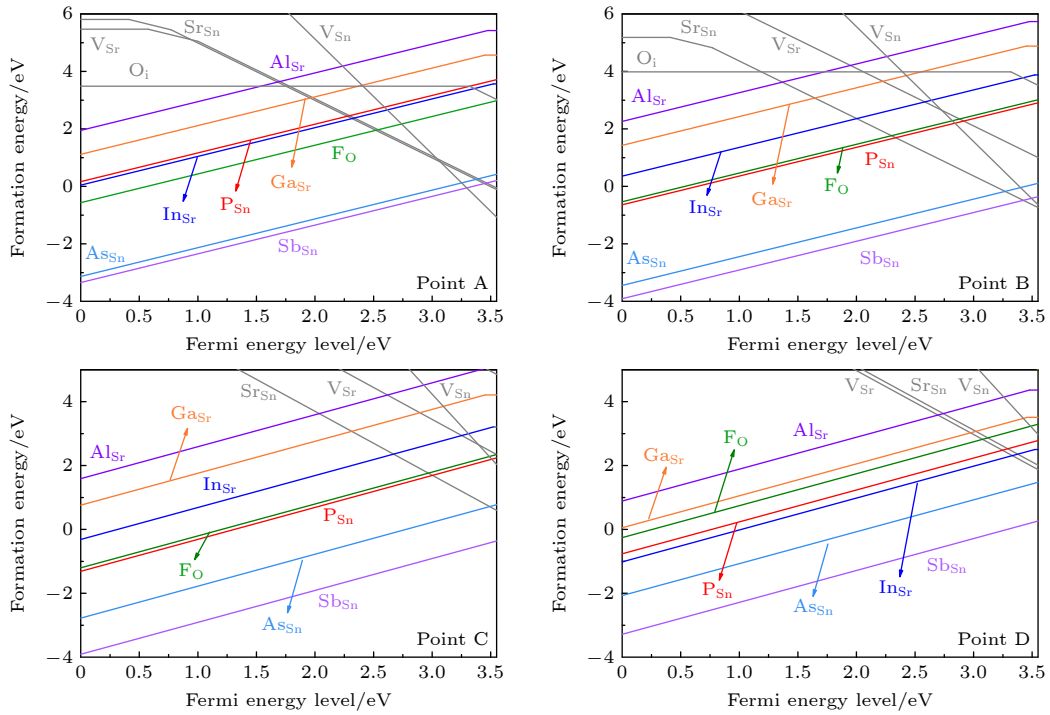 Formation energy/eV
6
4
2
0
−2
−4
V_Sr
O_i
Sr_Sn
V_Sn
Al_Sr
In_Sr
P_Sn
Ga_Sr
F_O
As_Sn
Sb_Sn
Point A
0 0.5 1.0 1.5 2.0 2.5 3.0 3.5
Fermi energy level/eV
Formation energy/eV
6
4
2
0
−2
−4
Sr_Sn
V_Sr
V_Sn
O_i
Al_Sr
In_Sr
Ga_Sr
F_O
P_Sn
As_Sn
Sb_Sn
Point B
0 0.5 1.0 1.5 2.0 2.5 3.0 3.5
Fermi energy level/eV
Formation energy/eV
4
2
0
−2
−4
Sr_Sn
V_Sr
V_Sn
Ga_Sr
Al_Sr
In_Sr
P_Sn
F_O
As_Sn
Sb_Sn
Point C
0 0.5 1.0 1.5 2.0 2.5 3.0 3.5
Fermi energy level/eV
Formation energy/eV
4
2
0
−2
−4
V_Sr
Sr_Sn
V_Sn
Al_Sr
F_O
Ga_Sr
P_Sn
As_Sn
In_Sr
Sb_Sn
Point D
0 0.5 1.0 1.5 2.0 2.5 3.0 3.5
Fermi energy level/eV